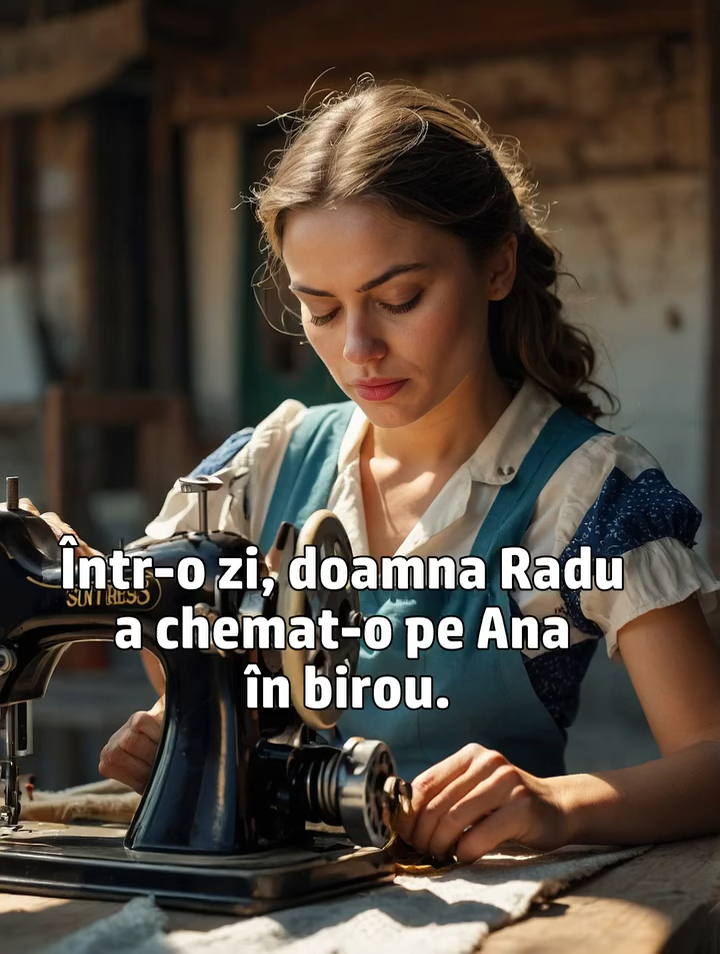 Într-o zi, doamna Radu
a chemat-o pe Ana
în birou.